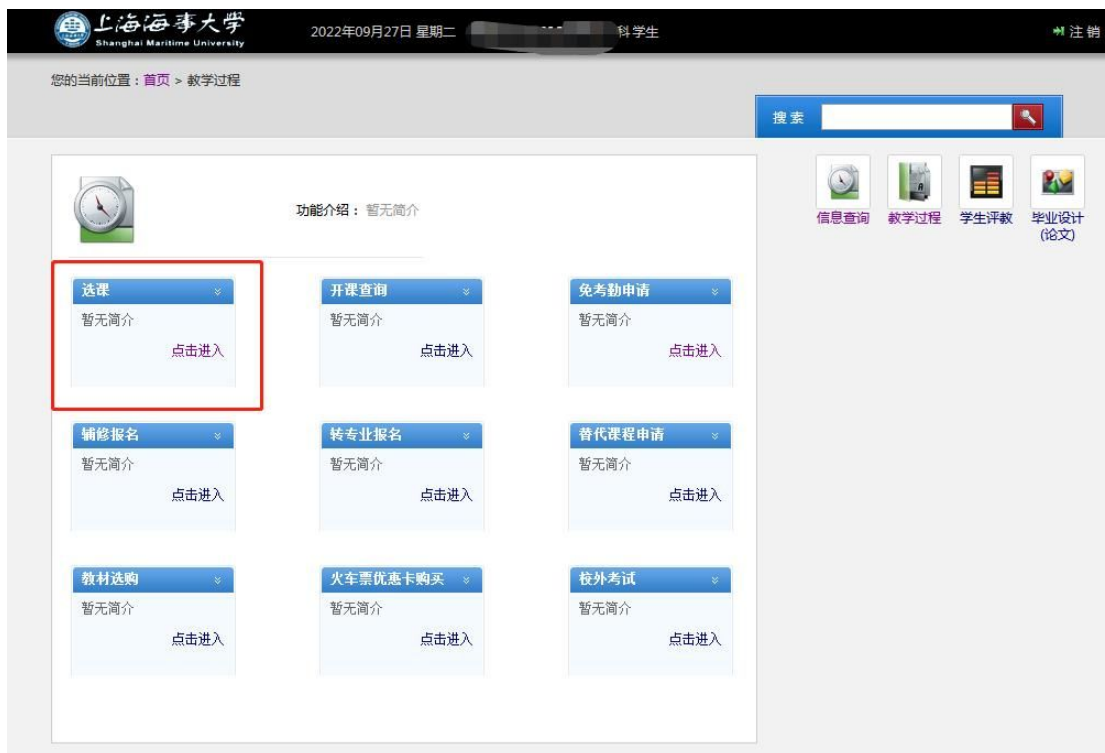 上海海事大学
Shanghai Maritime University
2022年09月27日 星期二
科学生
注销
您的当前位置：首页 > 教学过程
搜索
功能介绍：暂无简介
信息查询 教学过程 学生评教 毕业设计
(论文)
选课 开课查询 免考勤申请
暂无简介 暂无简介 暂无简介
点击进入 点击进入 点击进入
辅修报名 转专业报名 替代课程申请
暂无简介 暂无简介 暂无简介
点击进入 点击进入 点击进入
教材选购 火车票优惠卡购买 校外考试
暂无简介 暂无简介 暂无简介
点击进入 点击进入 点击进入